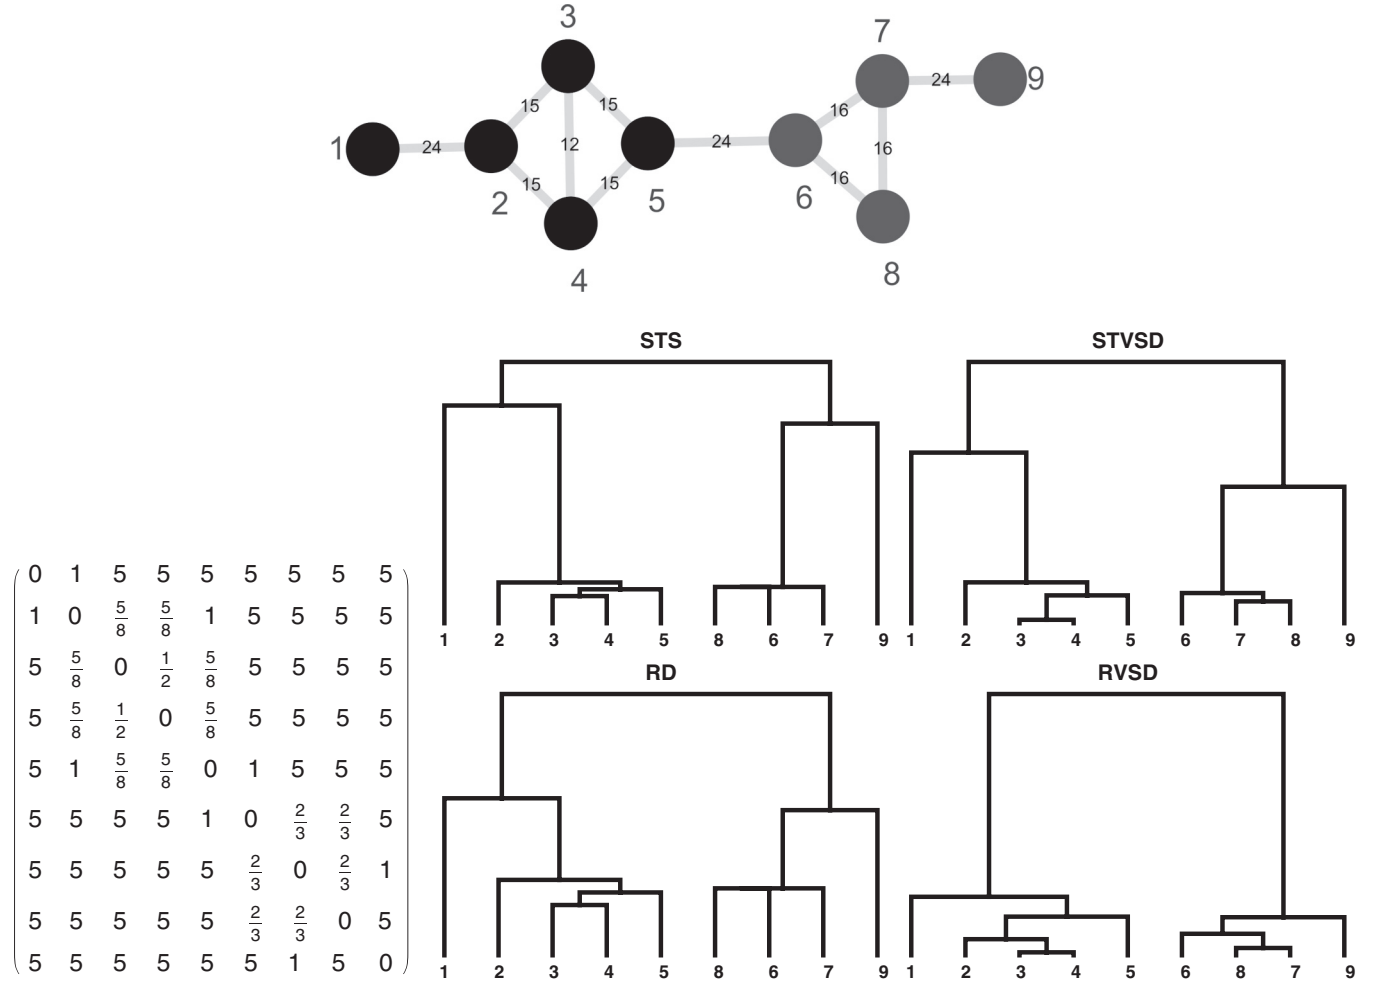 3
7
15 15
24
9
16
1
24
12
24
16
15 15
16
2
5
6
4
8
STS
STVSD
1 2 3 4 5 8 6 7 9
1 2 3 4 5 6 7 8 9
RD
RVSD
1 2 3 4 5 8 6 7 9
1 2 3 4 5 6 8 7 9
0 1 5 5 5 5 5 5 5
1 0 5/8 5/8 1 5 5 5 5
5 5/8 0 1/2 5/8 5 5 5 5
5 5/8 1/2 0 5/8 5 5 5 5
5 1 5/8 5/8 0 1 5 5 5
5 5 5 5 1 0 2/3 2/3 5
5 5 5 5 5 2/3 0 2/3 1
5 5 5 5 5 2/3 2/3 0 5
5 5 5 5 5 5 1 5 0